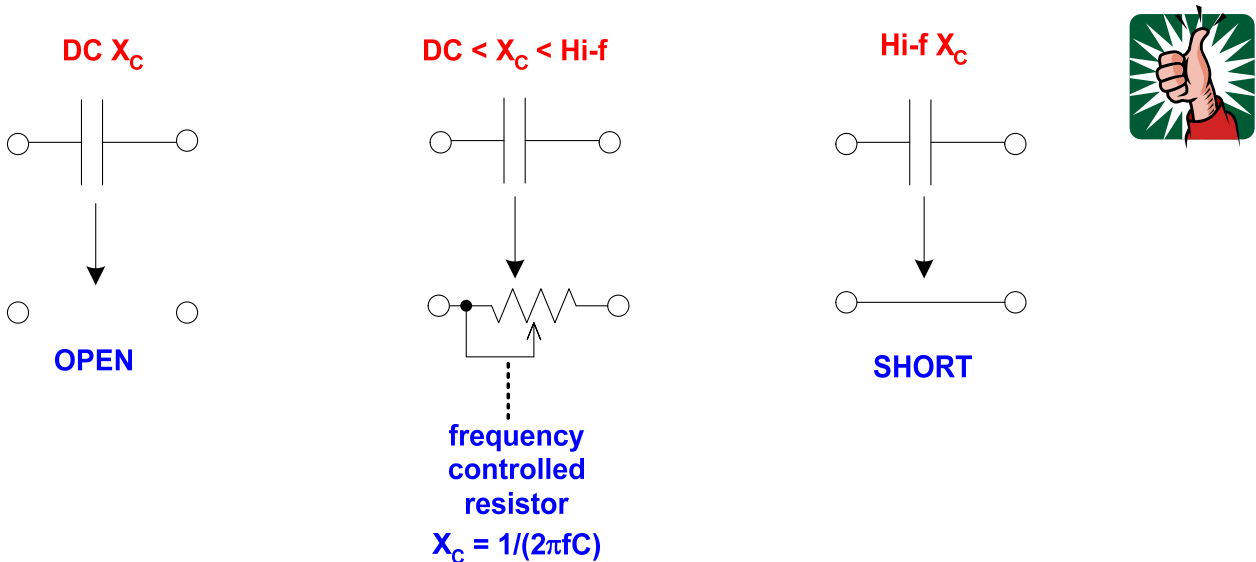 DC X_C
DC < X_C < Hi-f
Hi-f X_C
OPEN
SHORT
frequency
controlled
resistor
X_C = 1/(2πfC)